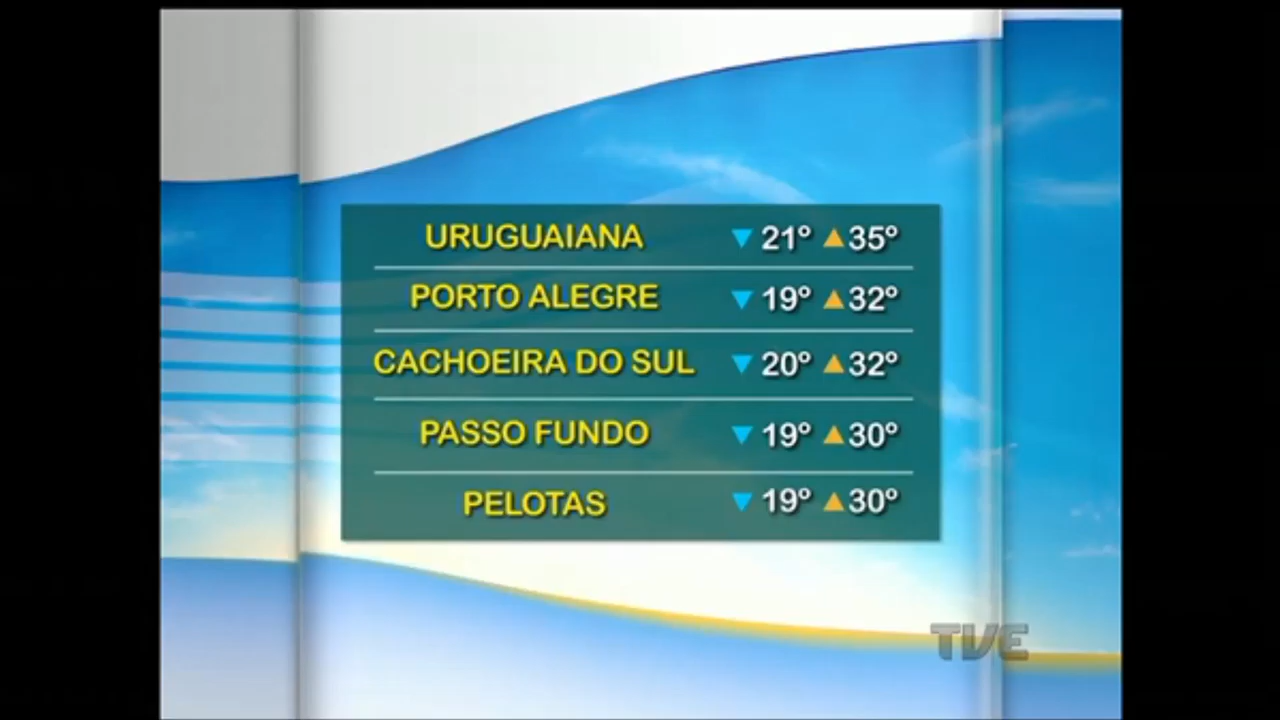 URUGUAIANA ▼ 21º ▲ 35º
PORTO ALEGRE ▼ 19º ▲ 32º
CACHOEIRA DO SUL ▼ 20º ▲ 32º
PASSO FUNDO ▼ 19º ▲ 30º
PELOTAS ▼ 19º ▲ 30º
TVE